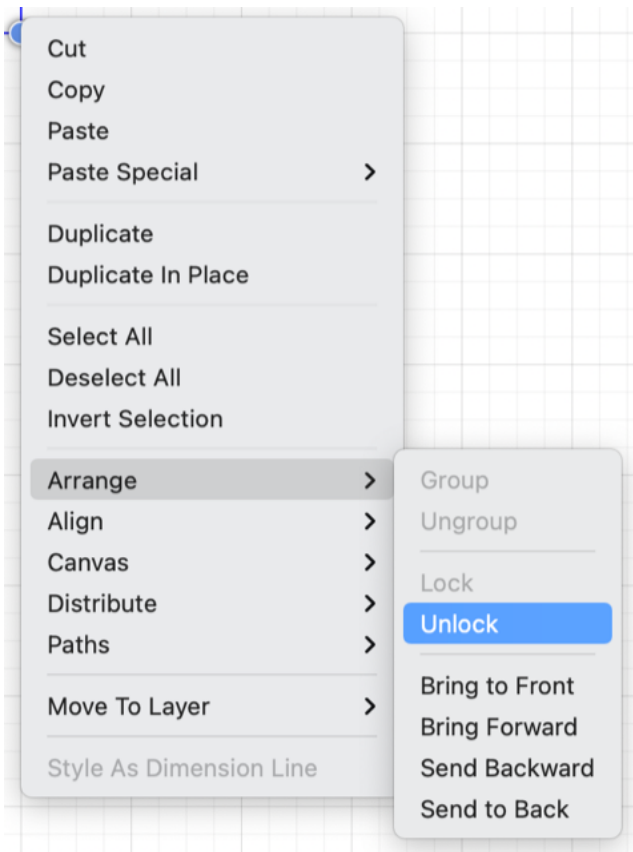 Cut
Copy
Paste
Paste Special
Duplicate
Duplicate In Place
Select All
Deselect All
Invert Selection
Arrange
Align
Canvas
Distribute
Paths
Move To Layer
Style As Dimension Line
Group
Ungroup
Lock
Unlock
Bring to Front
Bring Forward
Send Backward
Send to Back